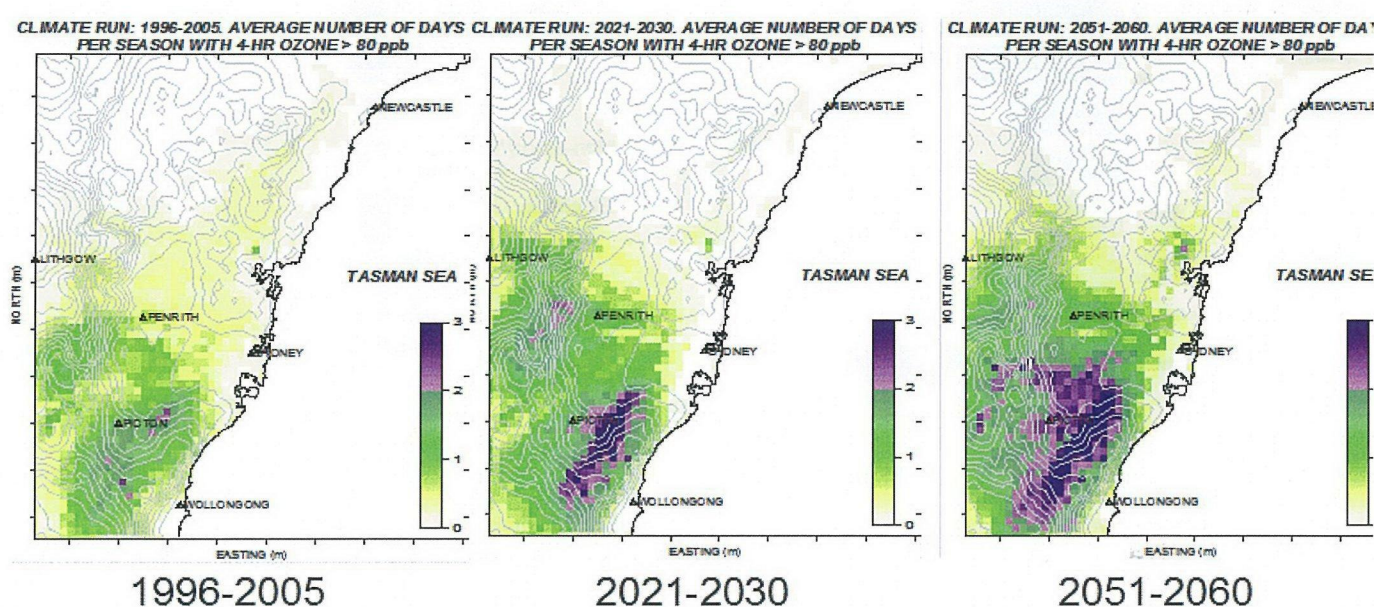 CLIMATE RUN: 1996-2005. AVERAGE NUMBER OF DAYS
PER SEASON WITH 4-HR OZONE > 80 ppb
NEWCASTLE
LITHGOW
TASMAN SEA
NORTH (m)
PENRITH
3
SYDNEY
2
PICTON
1
WOLLONGONG
0
EASTING (m)
1996-2005
CLIMATE RUN: 2021-2030. AVERAGE NUMBER OF DAYS
PER SEASON WITH 4-HR OZONE > 80 ppb
NEWCASTLE
LITHGOW
TASMAN SEA
NORTH (m)
PENRITH
3
SYDNEY
2
1
WOLLONGONG
0
EASTING (m)
2021-2030
CLIMATE RUN: 2051-2060. AVERAGE NUMBER OF DAY
PER SEASON WITH 4-HR OZONE > 80 ppb
NEWCASTLE
LITHGOW
TASMAN SE
NORTH (m)
PENRITH
SYDNEY
WOLLONGONG
EASTING (m)
2051-2060